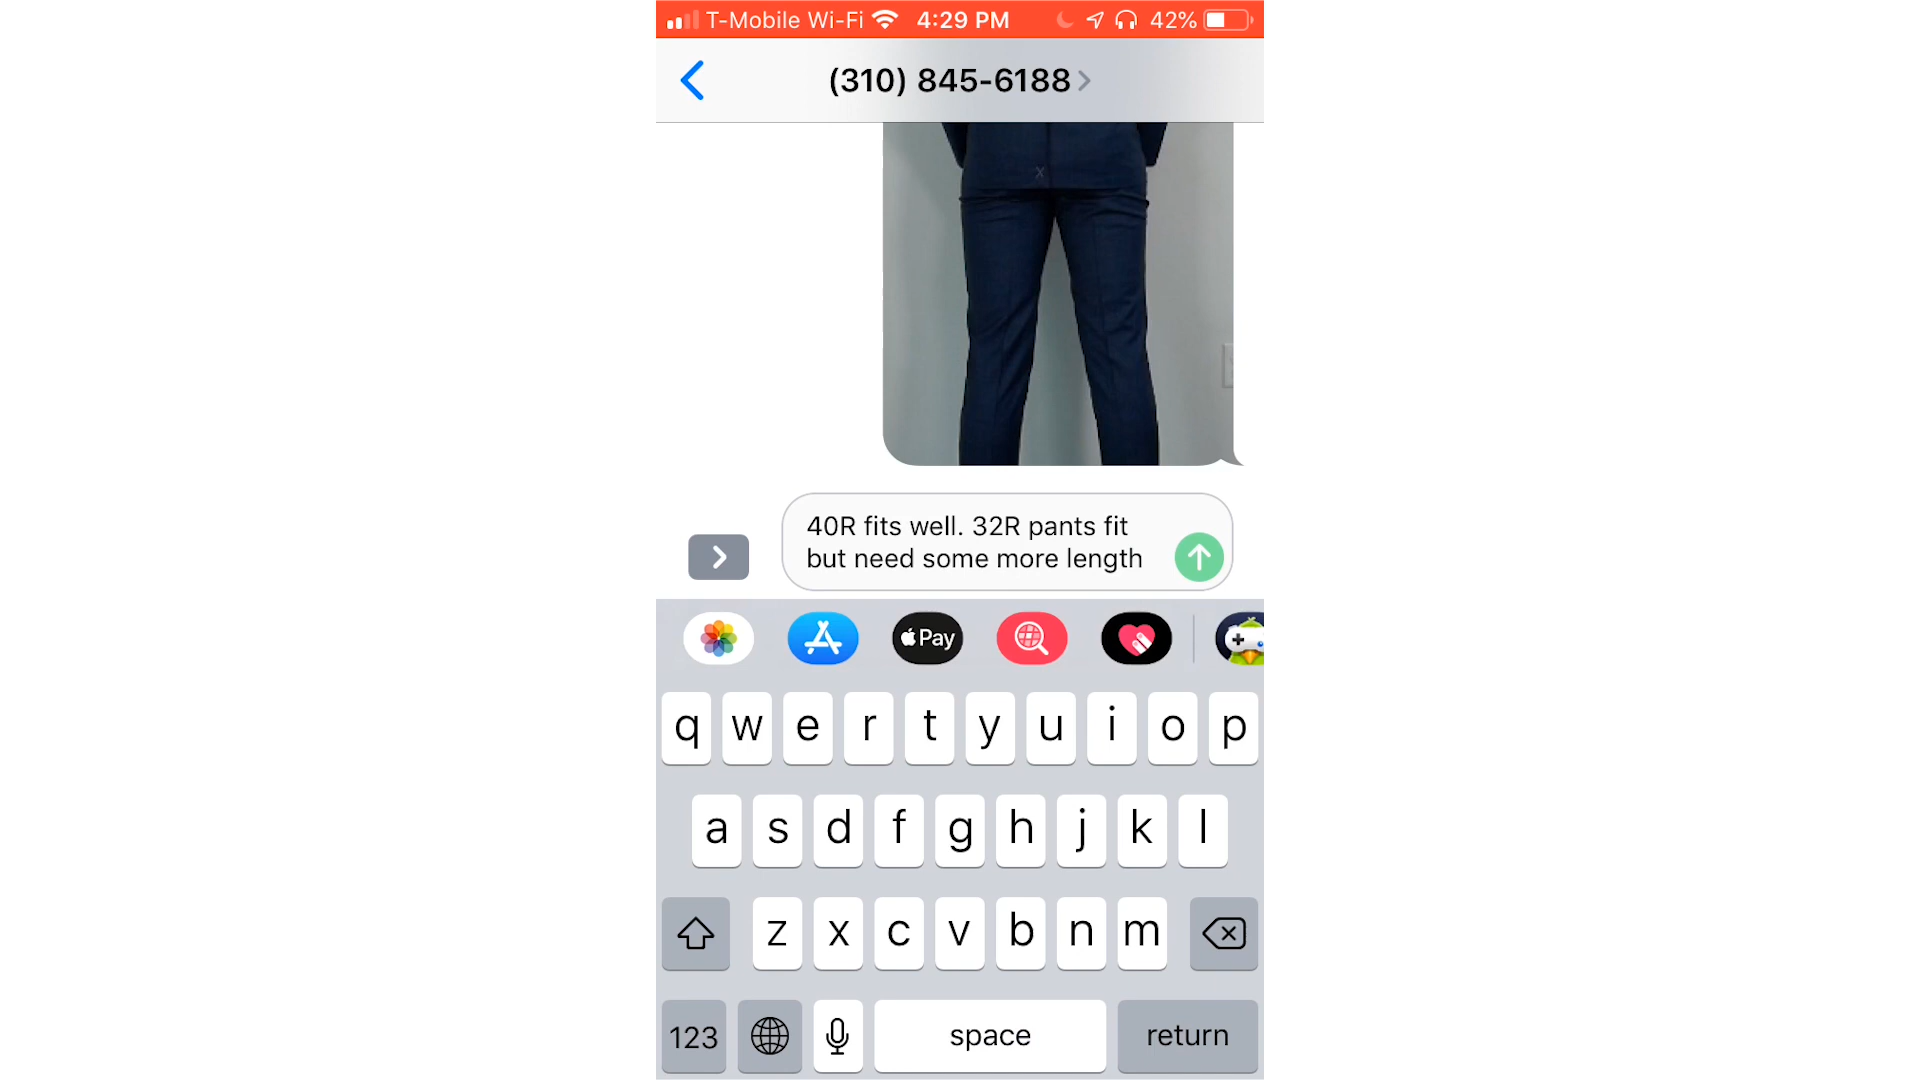 T-Mobile Wi-Fi 4:29 PM 42%
(310) 845-6188
40R fits well. 32R pants fit
but need some more length
Pay
q w e r t y u i o p
a s d f g h j k l
z x c v b n m
123 space return